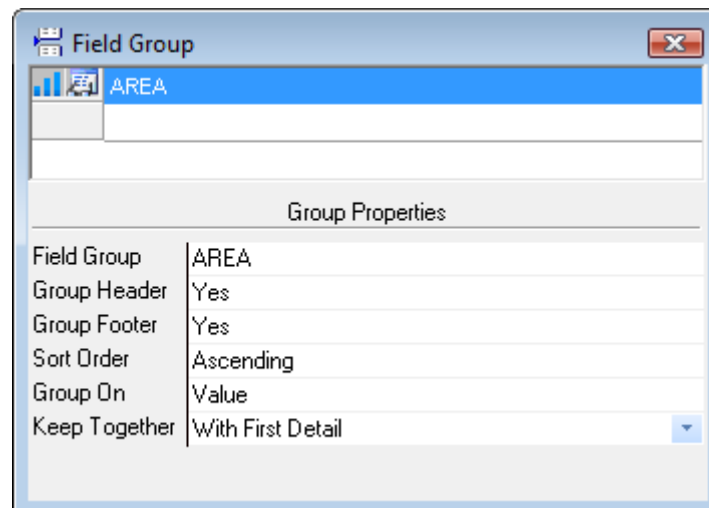 Field Group
AREA
Group Properties
Field Group AREA
Group Header Yes
Group Footer Yes
Sort Order Ascending
Group On Value
Keep Together With First Detail